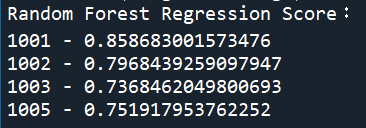 Random Forest Regression Score：
1001 - 0.858683001573476
1002 - 0.7968439259097947
1003 - 0.7368462049800693
1005 - 0.751917953762252